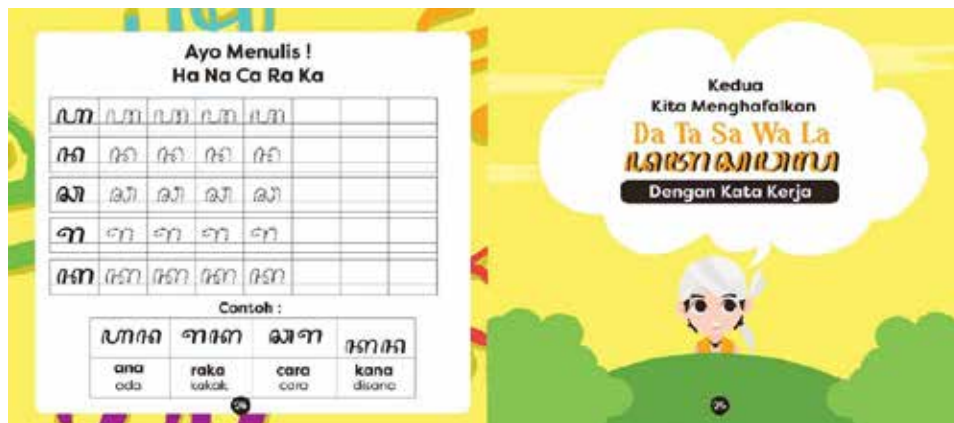 Ayo Menulis !
Ha Na Ca Ra Ka
ꦲ ꦲ ꦲ ꦲ ꦲ
ꦤ ꦤ ꦤ ꦤ ꦤ
ꦕ ꦕ ꦕ ꦕ ꦕ
ꦫ ꦫ ꦫ ꦫ ꦫ
ꦏ ꦏ ꦏ ꦏ ꦏ
Contoh :
ꦲꦤ ꦫꦏ ꦕꦫ ꦏꦤ
ana raka cara kana
ada kakak cara disana
Kedua
Kita Menghafalkan
Da Ta Sa Wa La
ꦢꦠꦱꦮꦭ
Dengan Kata Kerja